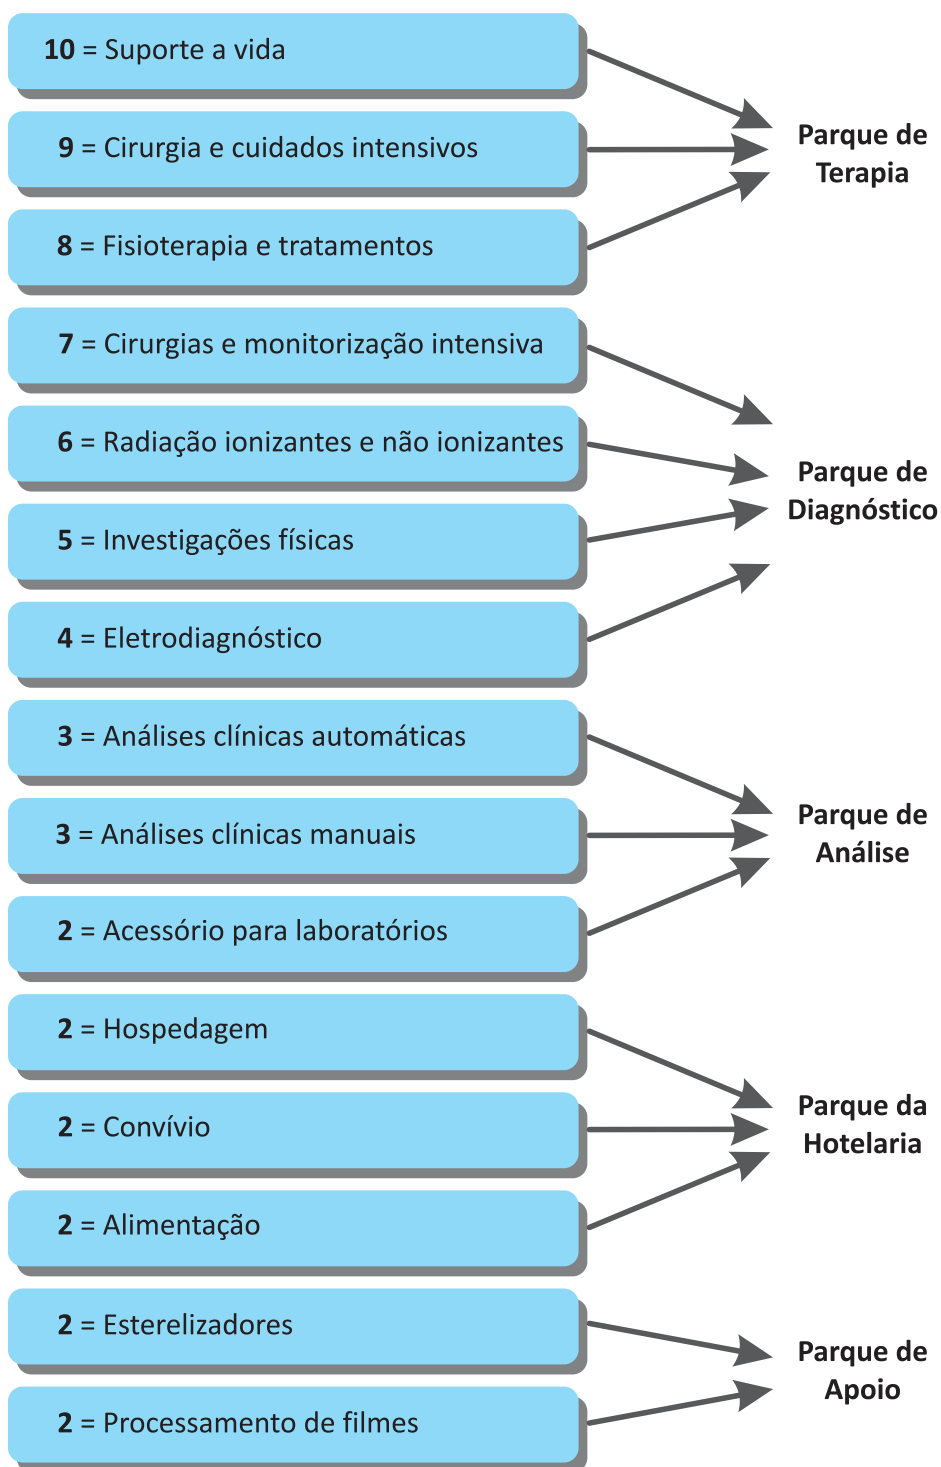 10 = Suporte a vida
9 = Cirurgia e cuidados intensivos
8 = Fisioterapia e tratamentos
Parque de
Terapia
7 = Cirurgias e monitorização intensiva
6 = Radiação ionizantes e não ionizantes
5 = Investigações físicas
4 = Eletrodiagnóstico
Parque de
Diagnóstico
3 = Análises clínicas automáticas
3 = Análises clínicas manuais
2 = Acessório para laboratórios
Parque de
Análise
2 = Hospedagem
2 = Convívio
2 = Alimentação
Parque da
Hotelaria
2 = Esterelizadores
2 = Processamento de filmes
Parque de
Apoio